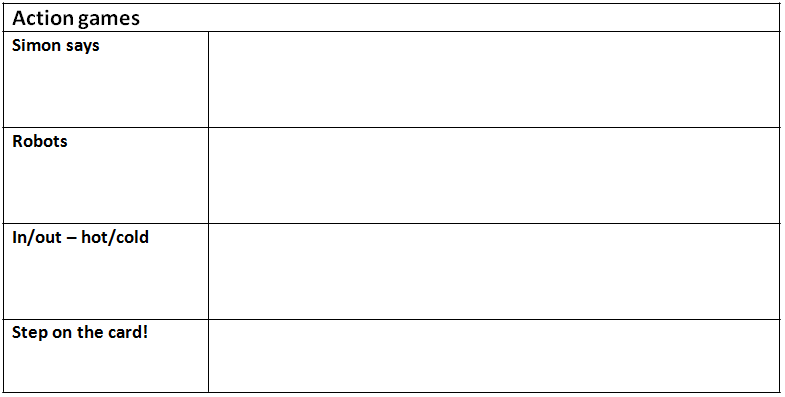 Action games
Simon says
Robots
In/out – hot/cold
Step on the card!